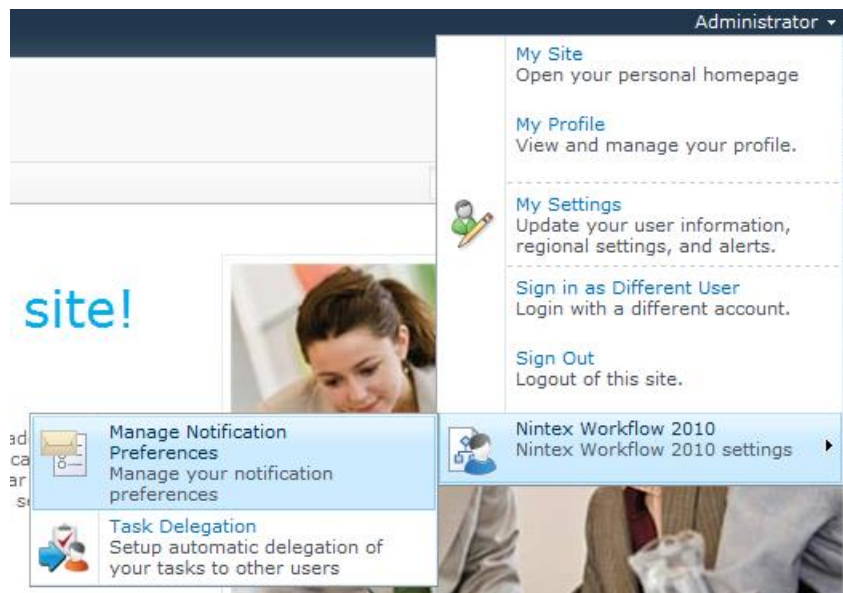 Administrator
My Site
Open your personal homepage
My Profile
View and manage your profile.
My Settings
Update your user information,
regional settings, and alerts.
site!
Sign in as Different User
Login with a different account.
Sign Out
Logout of this site.
Nintex Workflow 2010
Nintex Workflow 2010 settings
Manage Notification
Preferences
Manage your notification
preferences
Task Delegation
Setup automatic delegation of
your tasks to other users